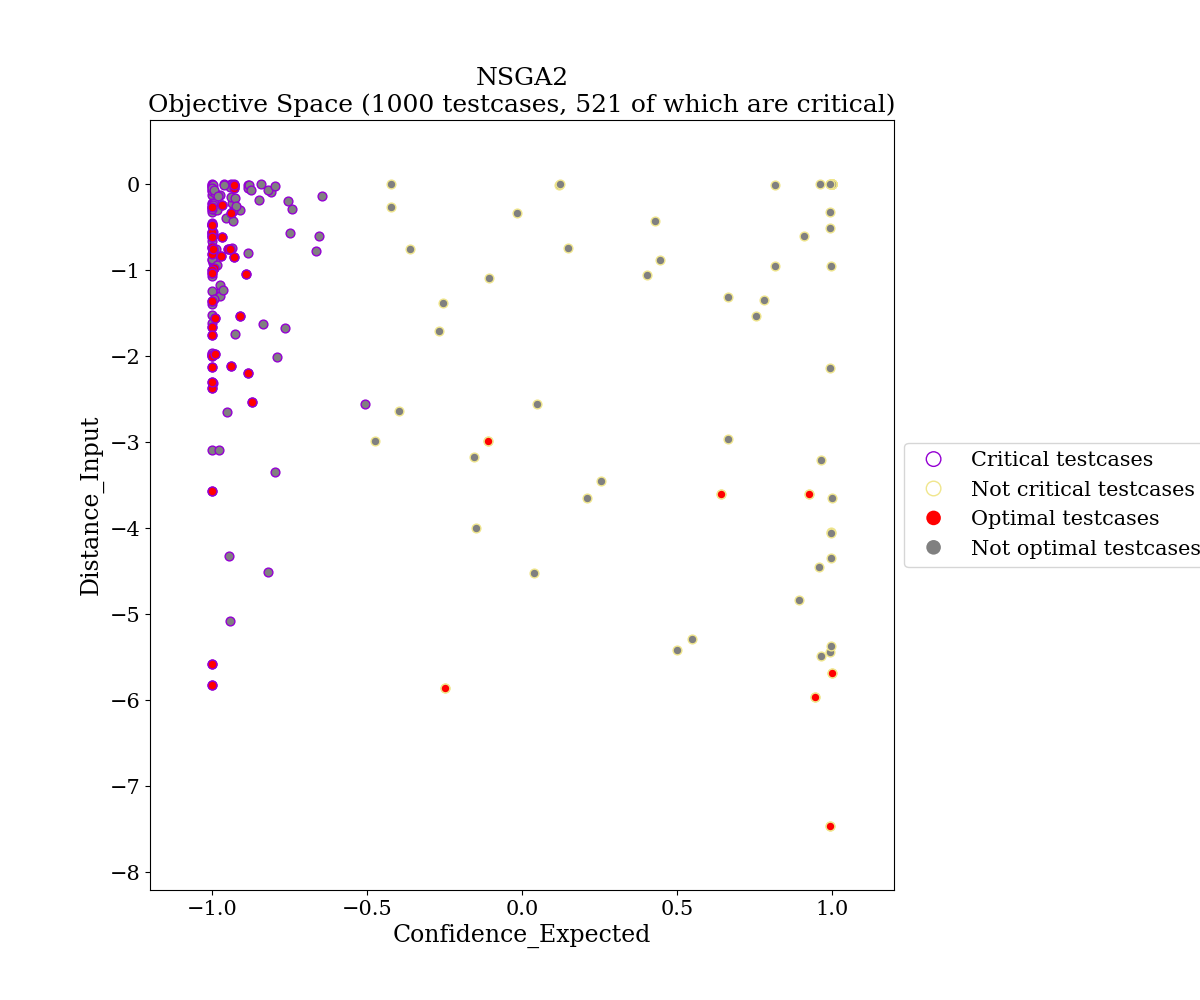 NSGA2
Objective Space (1000 testcases, 521 of which are critical)
0
−1
−2
−3
−4
−5
−6
−7
−8
Distance_Input
−1.0
−0.5
0.0
0.5
1.0
Confidence_Expected
Critical testcases
Not critical testcases
Optimal testcases
Not optimal testcases